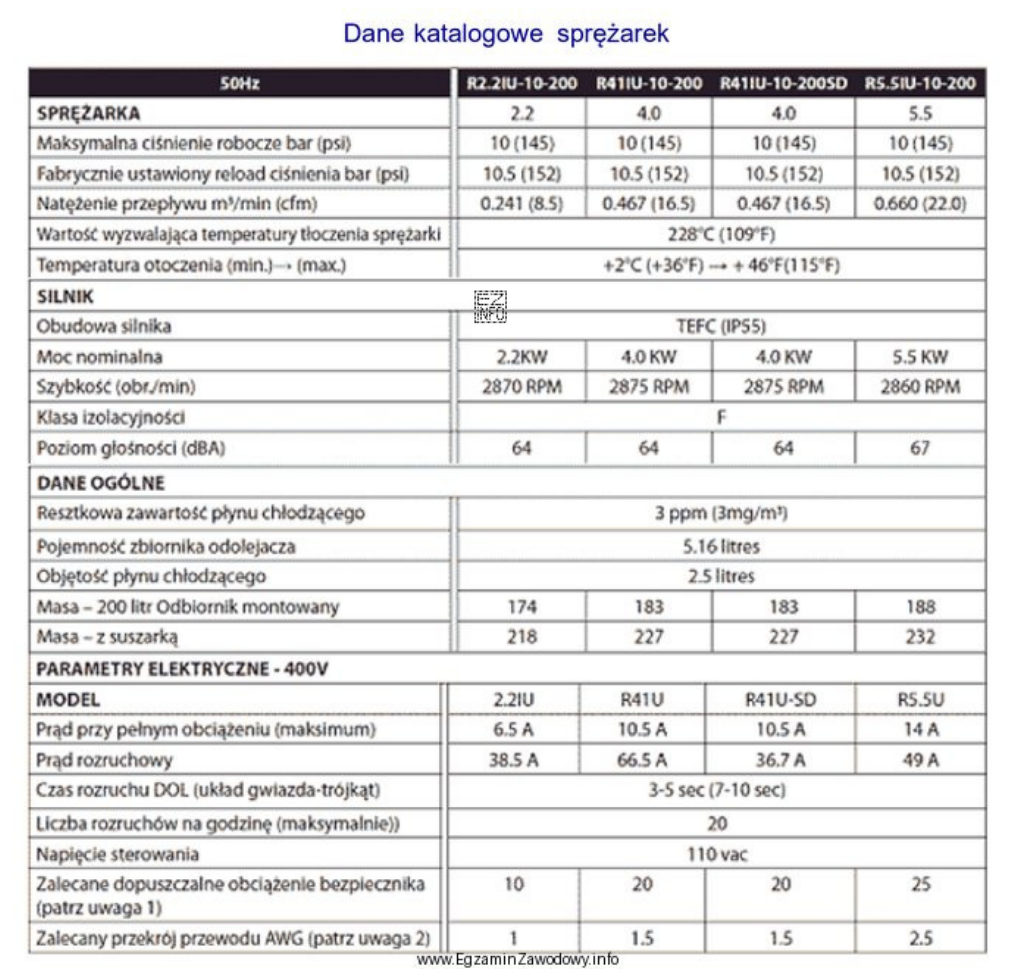 Dane katalogowe sprężarek
50Hz R2.2IU-10-200 R41IU-10-200 R41IU-10-200SD R5.5IU-10-200
SPRĘŻARKA 2.2 4.0 4.0 5.5
Maksymalna ciśnienie robocze bar (psi) 10 (145) 10 (145) 10 (145) 10 (145)
Fabrycznie ustawiony reload ciśnienia bar (psi) 10.5 (152) 10.5 (152) 10.5 (152) 10.5 (152)
Natężenie przepływu m³/min (cfm) 0.241 (8.5) 0.467 (16.5) 0.467 (16.5) 0.660 (22.0)
Wartość wyzwalająca temperatury tłoczenia sprężarki 228°C (109°F)
Temperatura otoczenia (min.)→ (max.) +2°C (+36°F) → + 46°F(115°F)
SILNIK
EZ
INFO
Obudowa silnika TEFC (IP55)
Moc nominalna 2.2KW 4.0 KW 4.0 KW 5.5 KW
Szybkość (obr./min) 2870 RPM 2875 RPM 2875 RPM 2860 RPM
Klasa izolacyjności F
Poziom głośności (dBA) 64 64 64 67
DANE OGÓLNE
Resztkowa zawartość płynu chłodzącego 3 ppm (3mg/m³)
Pojemność zbiornika odolejacza 5.16 litres
Objętość płynu chłodzącego 2.5 litres
Masa – 200 litr Odbiornik montowany 174 183 183 188
Masa – z suszarką 218 227 227 232
PARAMETRY ELEKTRYCZNE - 400V
MODEL 2.2IU R41U R41U-SD R5.5U
Prąd przy pełnym obciążeniu (maksimum) 6.5 A 10.5 A 10.5 A 14 A
Prąd rozruchowy 38.5 A 66.5 A 36.7 A 49 A
Czas rozruchu DOL (układ gwiazda-trójkąt) 3-5 sec (7-10 sec)
Liczba rozruchów na godzinę (maksymalnie)) 20
Napięcie sterowania 110 vac
Zalecane dopuszczalne obciążenie bezpiecznika 10 20 20 25
(patrz uwaga 1)
Zalecany przekrój przewodu AWG (patrz uwaga 2) 1 1.5 1.5 2.5
www.EgzaminZawodowy.info